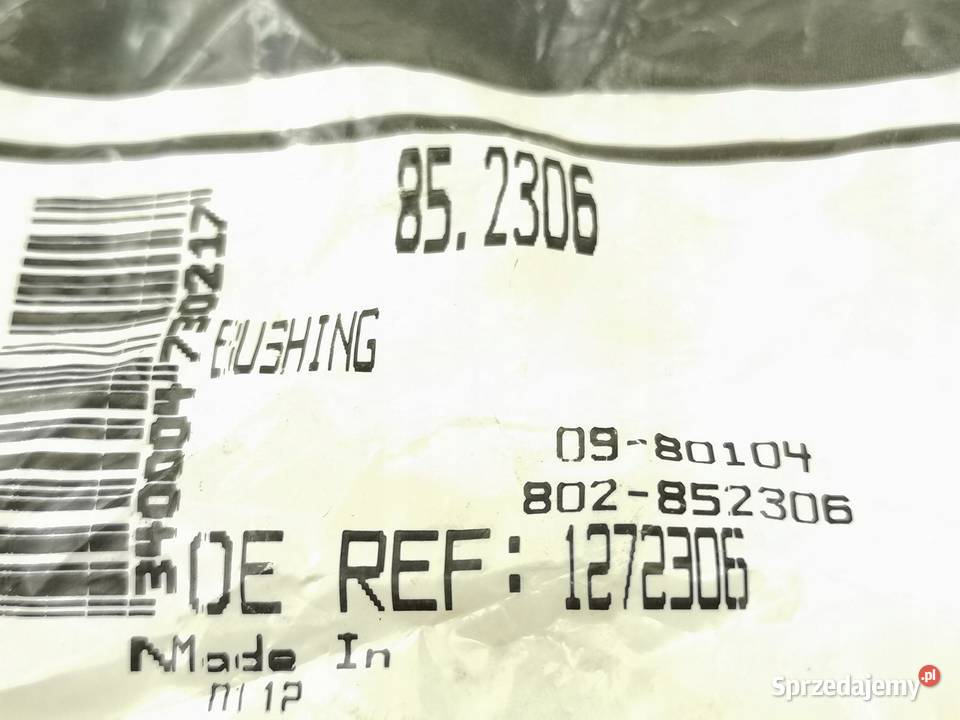 85.2306
BUSHING
3400004730217
09-80104
802-852306
OE REF: 1272306
Made In
Sprzedajemy.pl